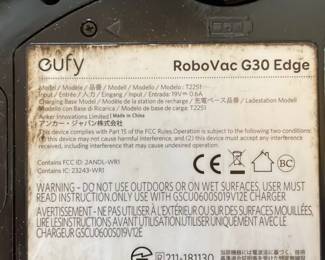 eufy RoboVac G30 Edge
Model / Modèle / 品番 / Modell / Modello / Modelo : T2251
Input / Entrée / 入力 / Eingang / Input / Entrada : 19V ⎓ 0.6A
Charging Base Model / Modèle de la station de recharge / 充電ベース品番 / Ladestation Modell
Modello Base di Ricarica / Modelo de Base de Carga : T2251
Anker Innovations Limited | Made in China
アンカー・ジャパン株式会社
This device complies with Part 15 of the FCC Rules.Operation is subject to the following two conditions:
(1) this device may not cause harmful interference, and (2) this device must accept any interference
including interference that may cause undesired operation.
Contains FCC ID: 2ANDL-WR1
Contains IC: 23243-WR1
CE BC
WARNING - DO NOT USE OUTDOORS OR ON WET SURFACES, USER MUST
READ INSTRUCTION.ONLY USE WITH GSCU0600S019V12E CHARGER
AVERTISSEMENT - NE PAS UTILISER À L'EXTÉRIEUR OU SUR DES SURFACES MOUILLÉES,
LIRE INSTRUCTIONS AVANT UTILISATION.UTILISER UNIQUEMENT AVEC LE
CHARGEUR GSCU0600S019V12E
R 211-181130